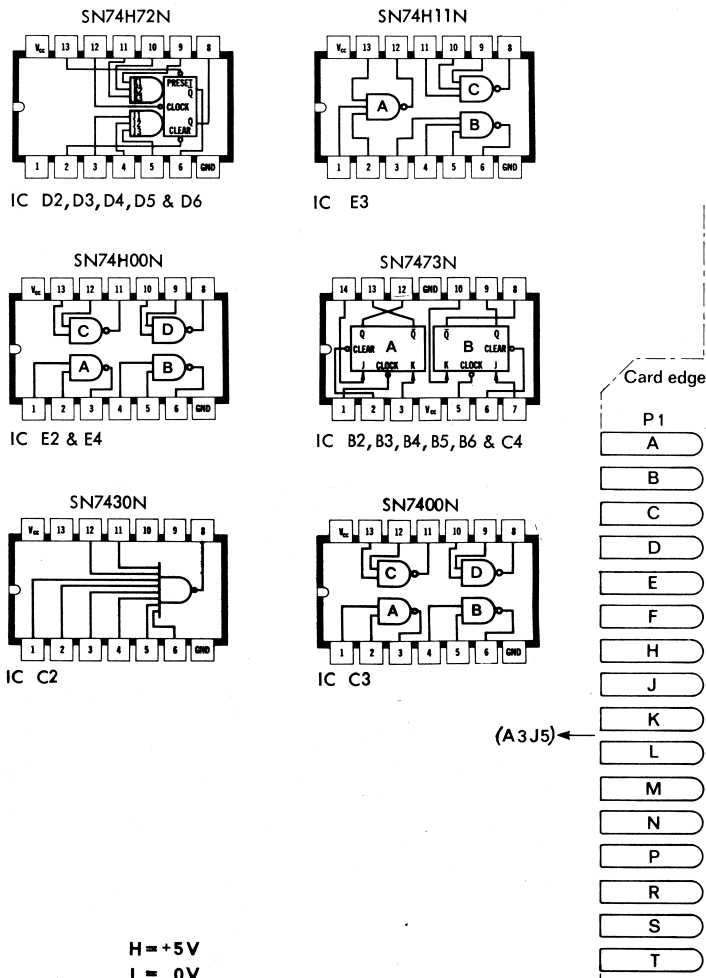 SN74H72N
Vcc 13 12 11 10 9 8
PRESET
Q̅
CLOCK
Q
CLEAR
1 2 3 4 5 6 GND
IC D2,D3,D4,D5 & D6
SN74H11N
Vcc 13 12 11 10 9 8
C
A
B
1 2 3 4 5 6 GND
IC E3
SN74H00N
Vcc 13 12 11 10 9 8
C D
A B
1 2 3 4 5 6 GND
IC E2 & E4
SN7473N
14 13 12 GND 10 9 8
Q Q̅ Q̅ Q
CLEAR A B CLEAR
J CLOCK K K CLOCK J
1 2 3 Vcc 5 6 7
IC B2,B3,B4,B5,B6 & C4
SN7430N
Vcc 13 12 11 10 9 8
1 2 3 4 5 6 GND
IC C2
SN7400N
Vcc 13 12 11 10 9 8
C D
A B
1 2 3 4 5 6 GND
IC C3
Card edge
P1
A
B
C
D
E
F
H
J
K
(A3J5)
L
M
N
P
R
S
T
H = +5V
L = 0V